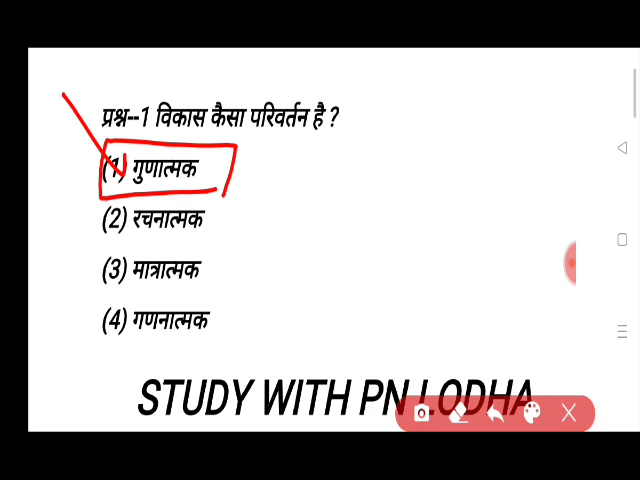 प्रश्न--1 विकास कैसा परिवर्तन है ?
(1) गुणात्मक
(2) रचनात्मक
(3) मात्रात्मक
(4) गणनात्मक
STUDY WITH PN LODHA